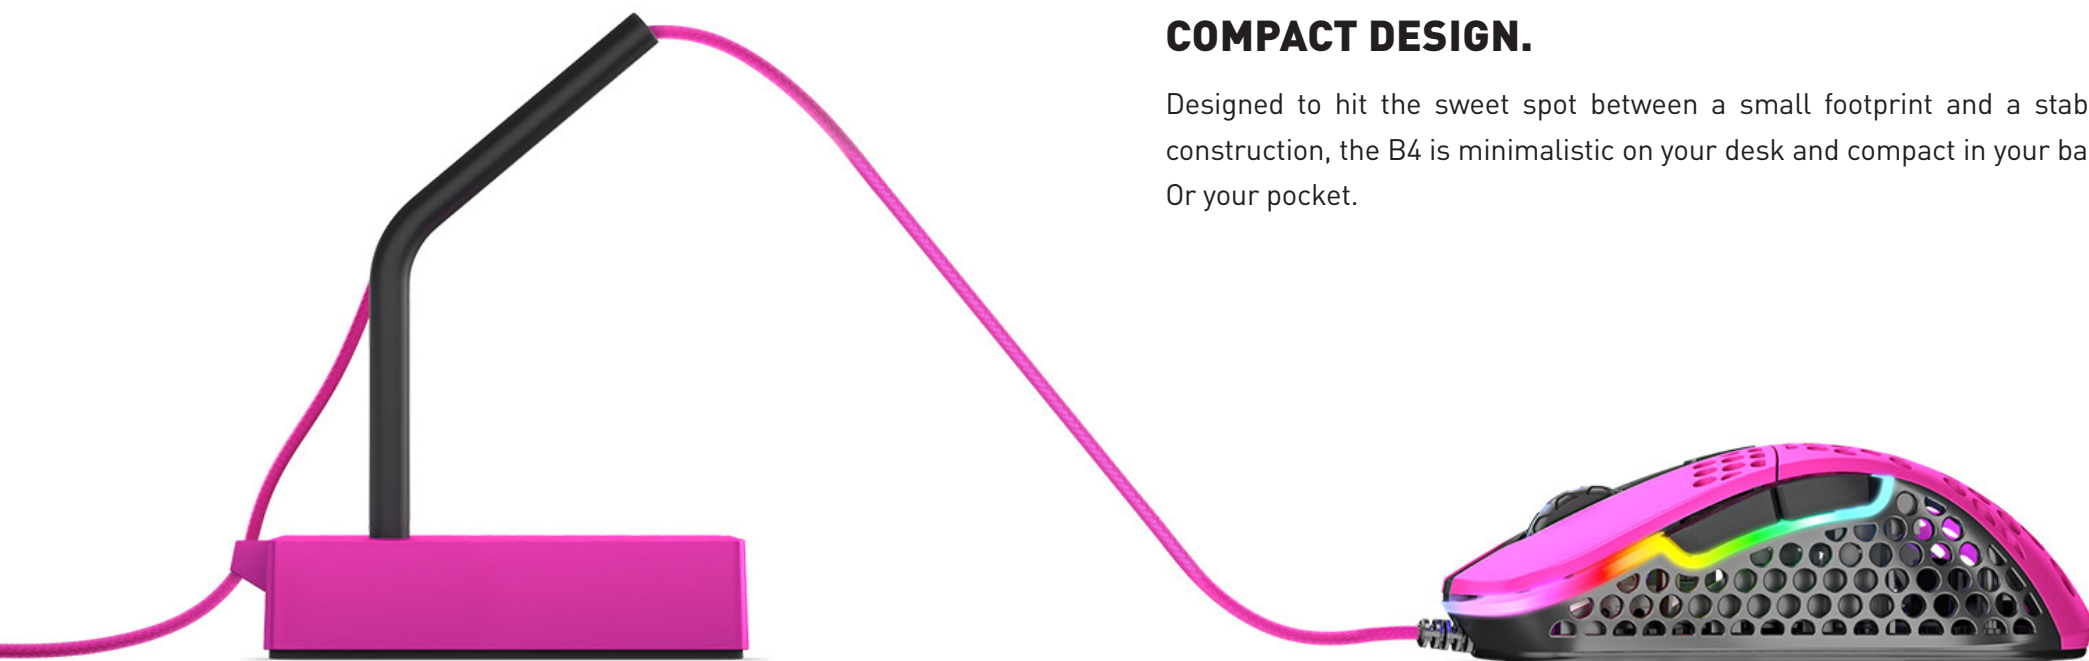 COMPACT DESIGN.
Designed to hit the sweet spot between a small footprint and a stab
construction, the B4 is minimalistic on your desk and compact in your ba
Or your pocket.